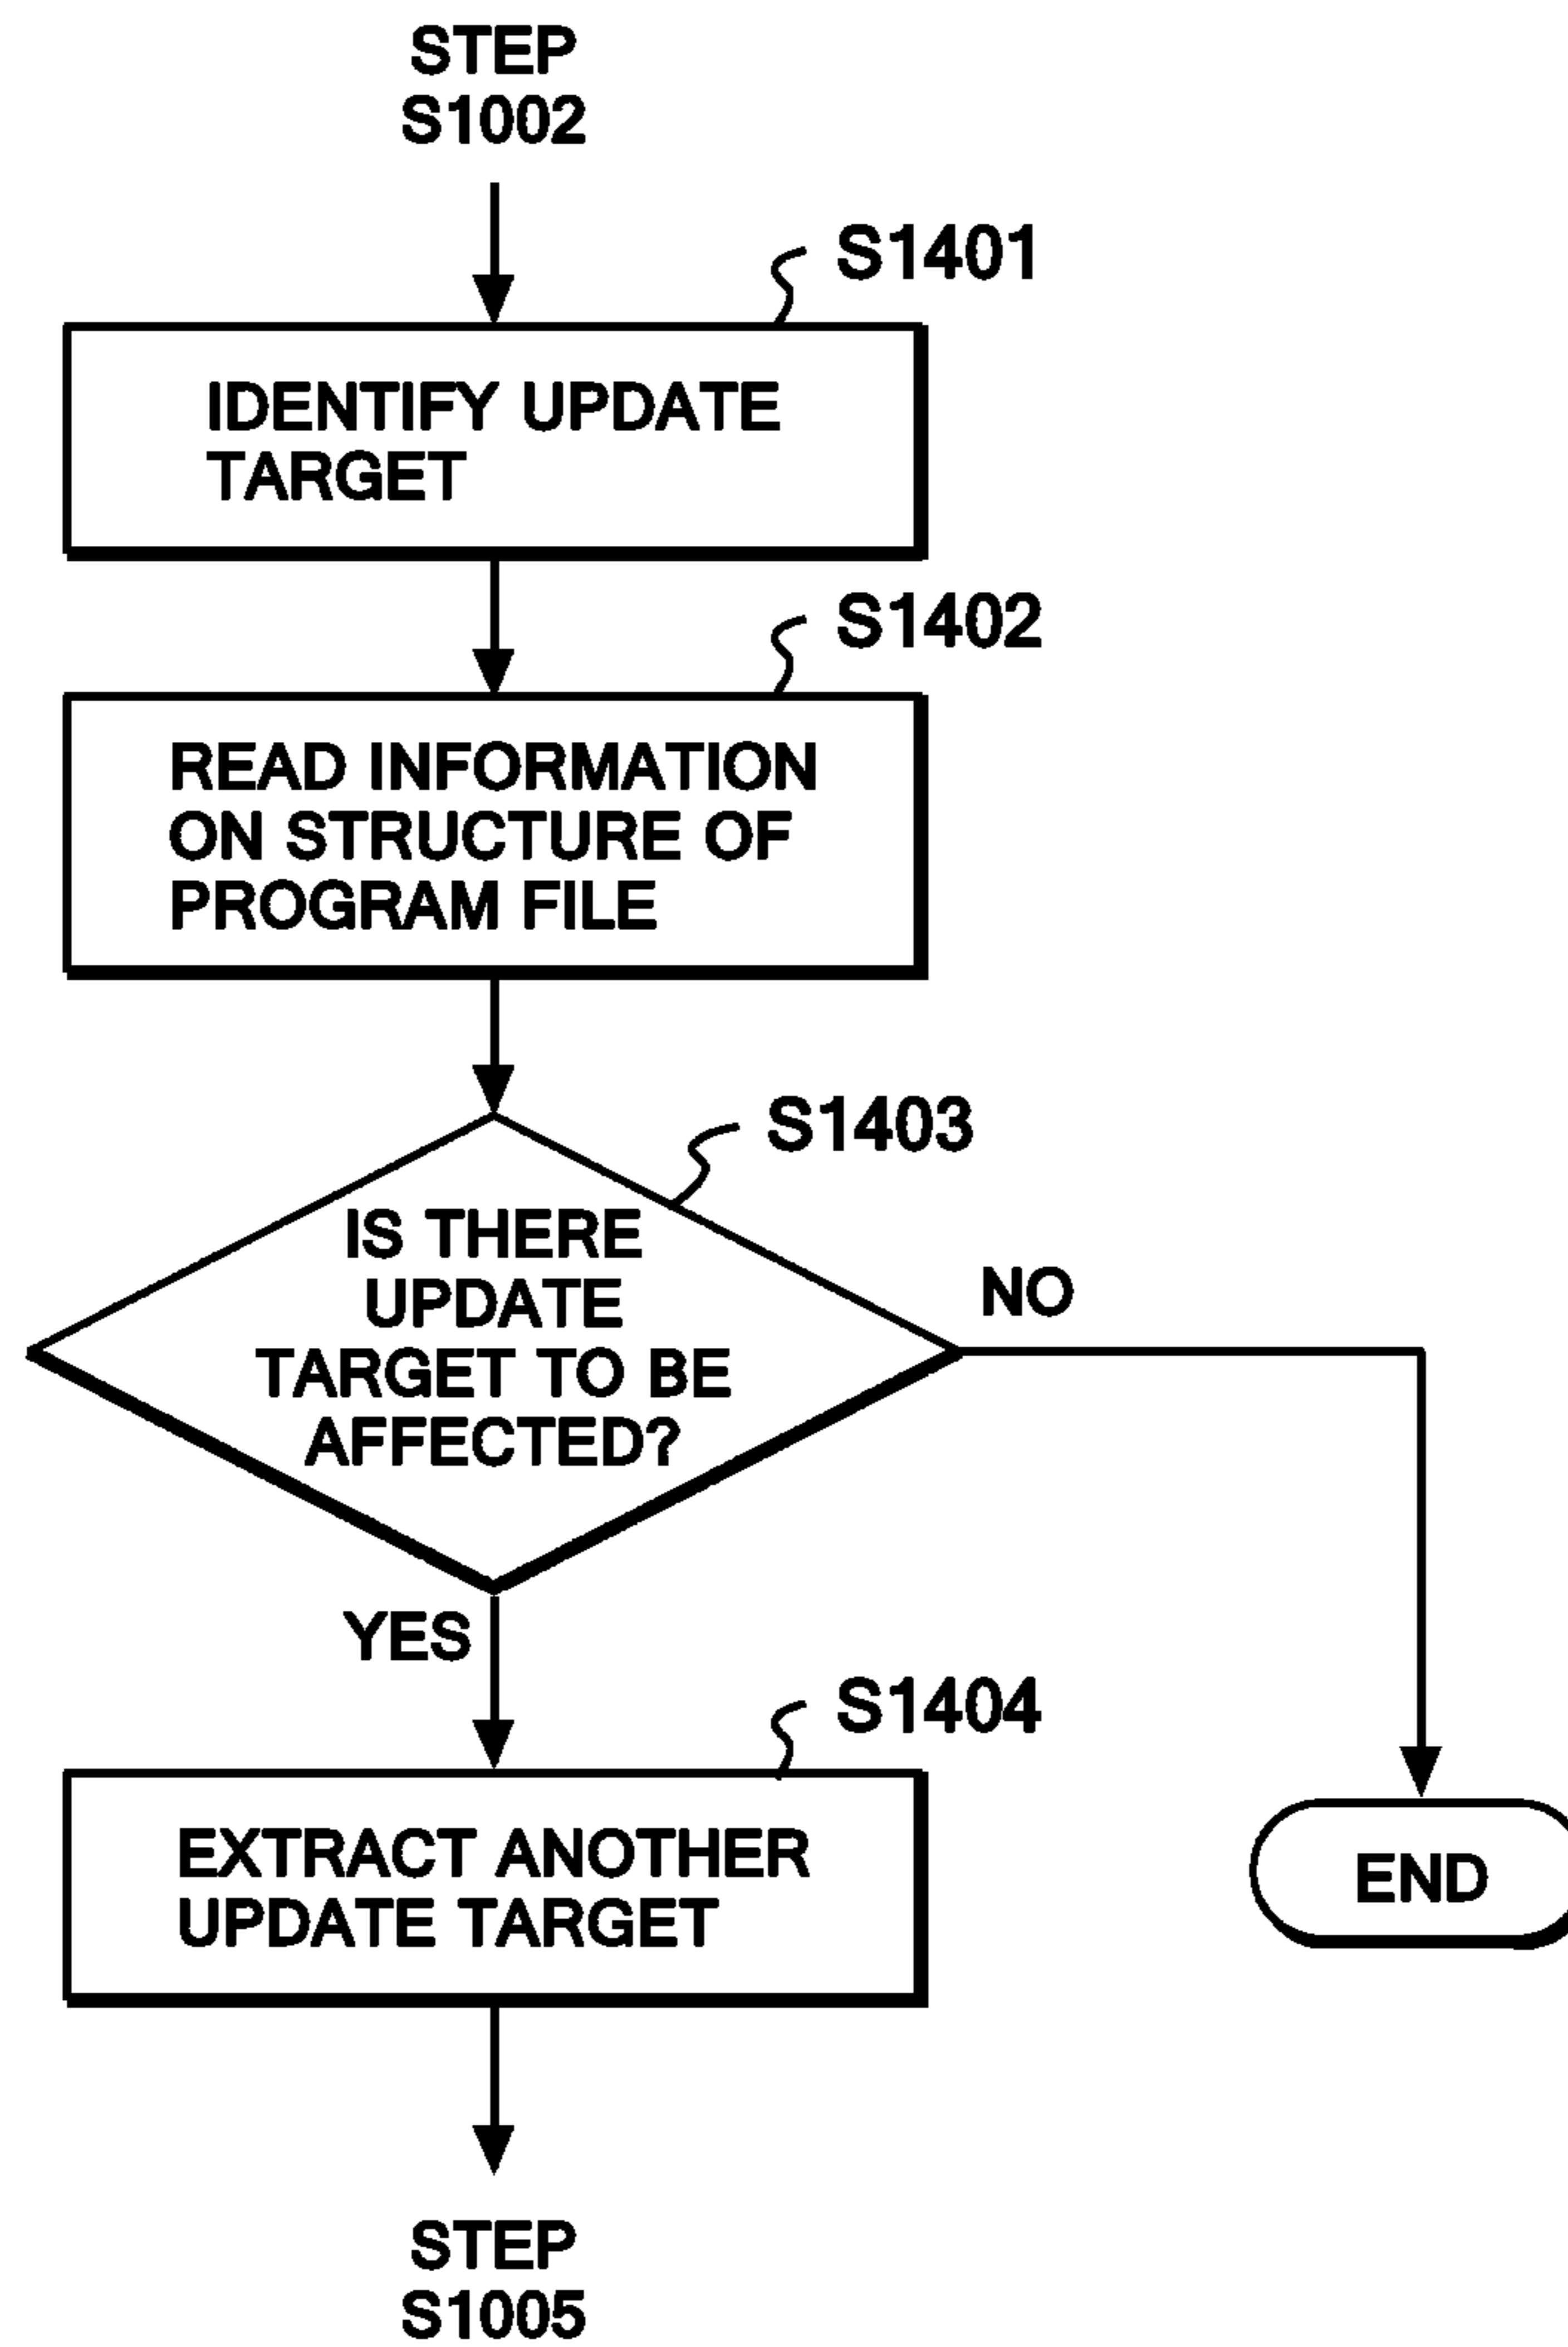 STEP
S1002
S1401
IDENTIFY UPDATE
TARGET
S1402
READ INFORMATION
ON STRUCTURE OF
PROGRAM FILE
S1403
IS THERE
UPDATE
TARGET TO BE
AFFECTED?
NO
YES
S1404
EXTRACT ANOTHER
UPDATE TARGET
END
STEP
S1005